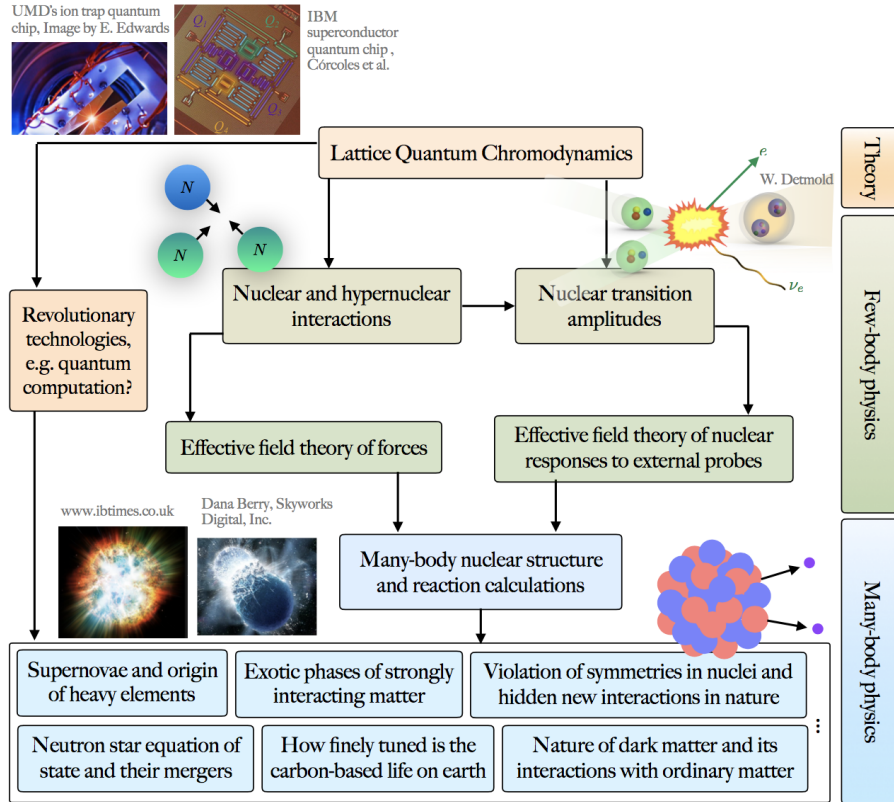 UMD's ion trap quantum
chip, Image by E. Edwards
IBM
superconductor
quantum chip ,
Córcoles et al.
Q1
Q2
Q3
Q4
Lattice Quantum Chromodynamics
Theory
e
W. Detmold
N
N
N
νe
Nuclear and hypernuclear
interactions
Nuclear transition
amplitudes
Revolutionary
technologies,
e.g. quantum
computation?
Few-body physics
Effective field theory of forces
Effective field theory of nuclear
responses to external probes
www.ibtimes.co.uk
Dana Berry, Skyworks
Digital, Inc.
Many-body nuclear structure
and reaction calculations
Many-body physics
Supernovae and origin
of heavy elements
Exotic phases of strongly
interacting matter
Violation of symmetries in nuclei and
hidden new interactions in nature
Neutron star equation of
state and their mergers
How finely tuned is the
carbon-based life on earth
Nature of dark matter and its
interactions with ordinary matter
⋮